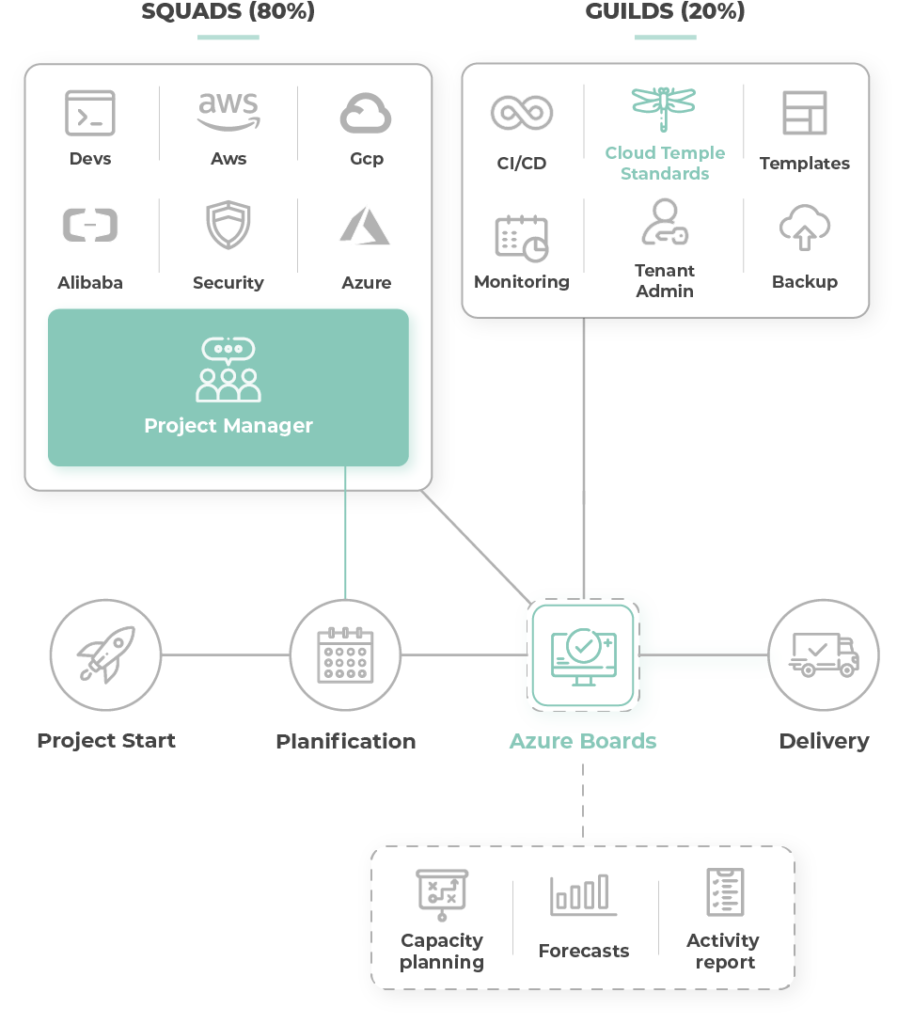 SQUADS (80%)
GUILDS (20%)
aws
Devs
Aws
Gcp
Alibaba
Security
Azure
Project Manager
CI/CD
Cloud Temple
Standards
Templates
Monitoring
Tenant
Admin
Backup
Project Start
Planification
Azure Boards
Delivery
Capacity
planning
Forecasts
Activity
report